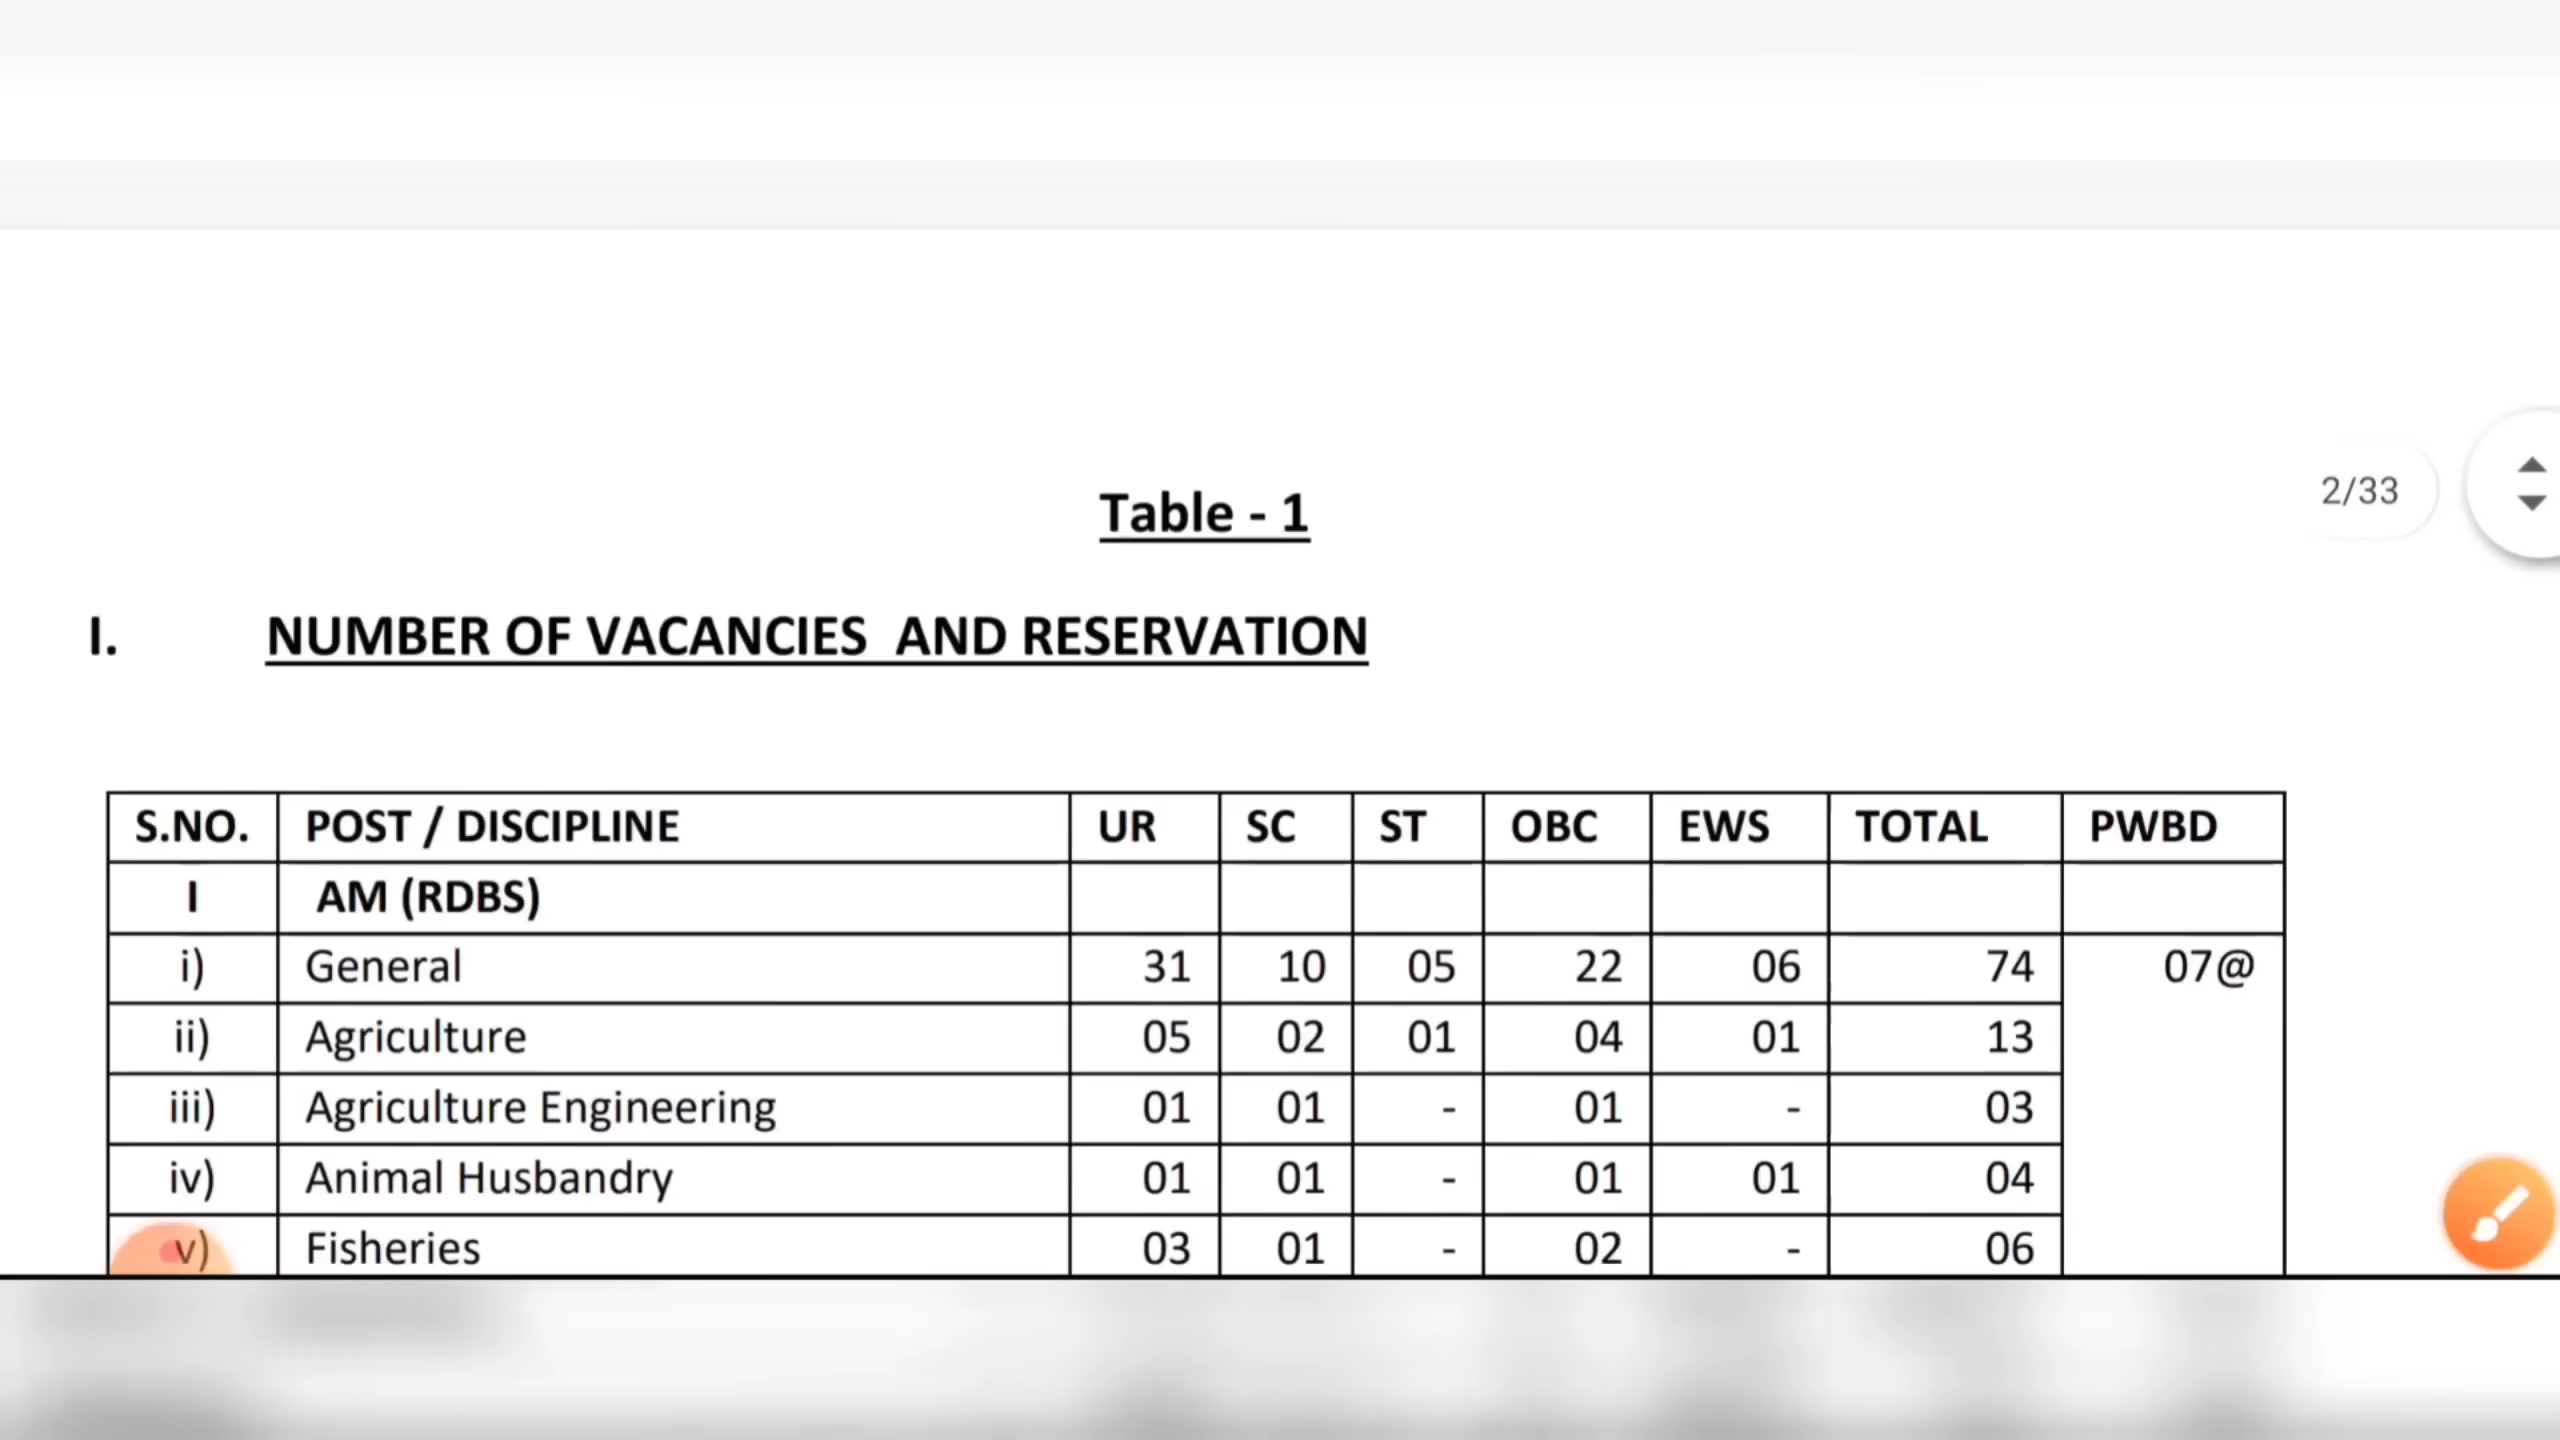 Table - 1
2/33
I. NUMBER OF VACANCIES AND RESERVATION
S.NO. POST / DISCIPLINE UR SC ST OBC EWS TOTAL PWBD
I AM (RDBS)
i) General 31 10 05 22 06 74 07@
ii) Agriculture 05 02 01 04 01 13
iii) Agriculture Engineering 01 01 - 01 - 03
iv) Animal Husbandry 01 01 - 01 01 04
v) Fisheries 03 01 - 02 - 06